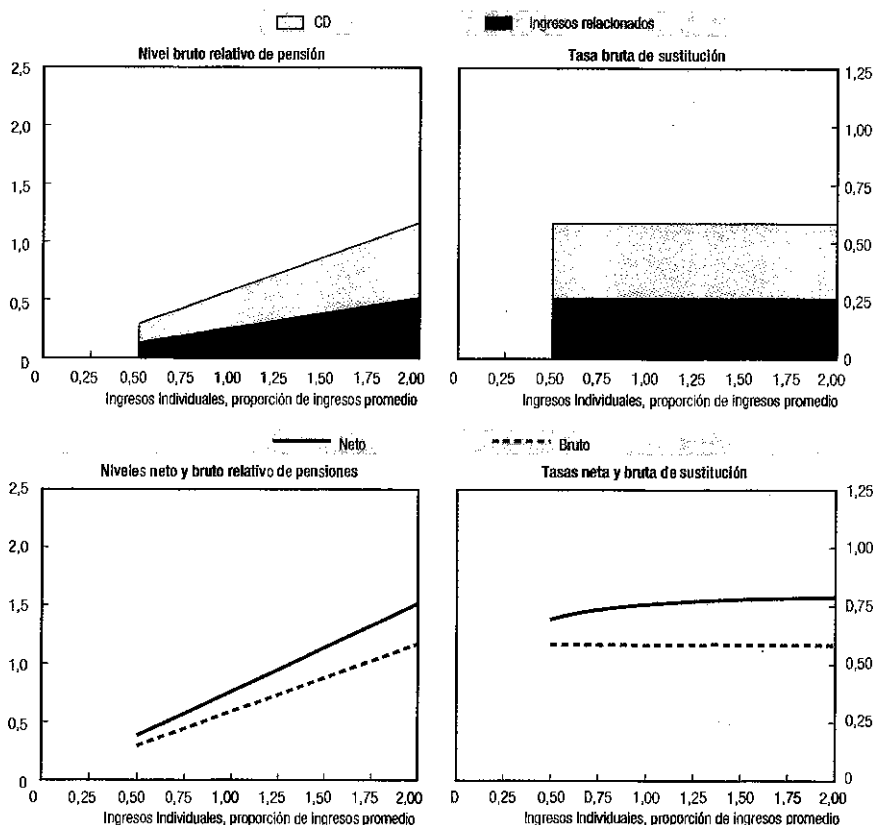 CD Ingresos relacionados
Nivel bruto relativo de pensión
2,5
2,0
1,5
1,0
0,5
D
0 0,25 0,50 0,75 1,00 1,25 1,50 1,75 2,00
Ingresos Individuales, proporción de ingresos promedio
Tasa bruta de sustitución
1,25
1,00
0,75
0,50
0,25
0
0 0,25 0,50 0,75 1,00 1,25 1,50 1,75 2,00
Ingresos Individuales, proporción de ingresos promedio
Neto Bruto
Niveles neto y bruto relativo de pensiones
2,5
2,0
1,5
1,0
0,5
0
0 0,25 0,50 0,75 1,00 1,25 1,50 1,75 2,00
Ingresos Individuales, proporción de ingresos promedio
Tasas neta y bruta de sustitución
1,25
1,00
0,75
0,50
0,25
0
0 0,25 0,50 0,75 1,00 1,25 1,50 1,75 2,00
Ingresos Individuales, proporción de ingresos promedio